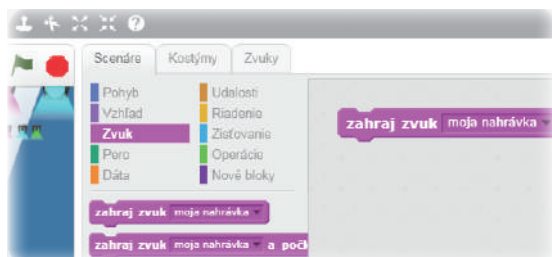 Scenáre Kostýmy Zvuky
Pohyb Udalosti
Vzhľad Riadenie
Zvuk Zisťovanie
Pero Operácie
Dáta Nové bloky
zahraj zvuk moja nahrávka
zahraj zvuk moja nahrávka
zahraj zvuk moja nahrávka a počk